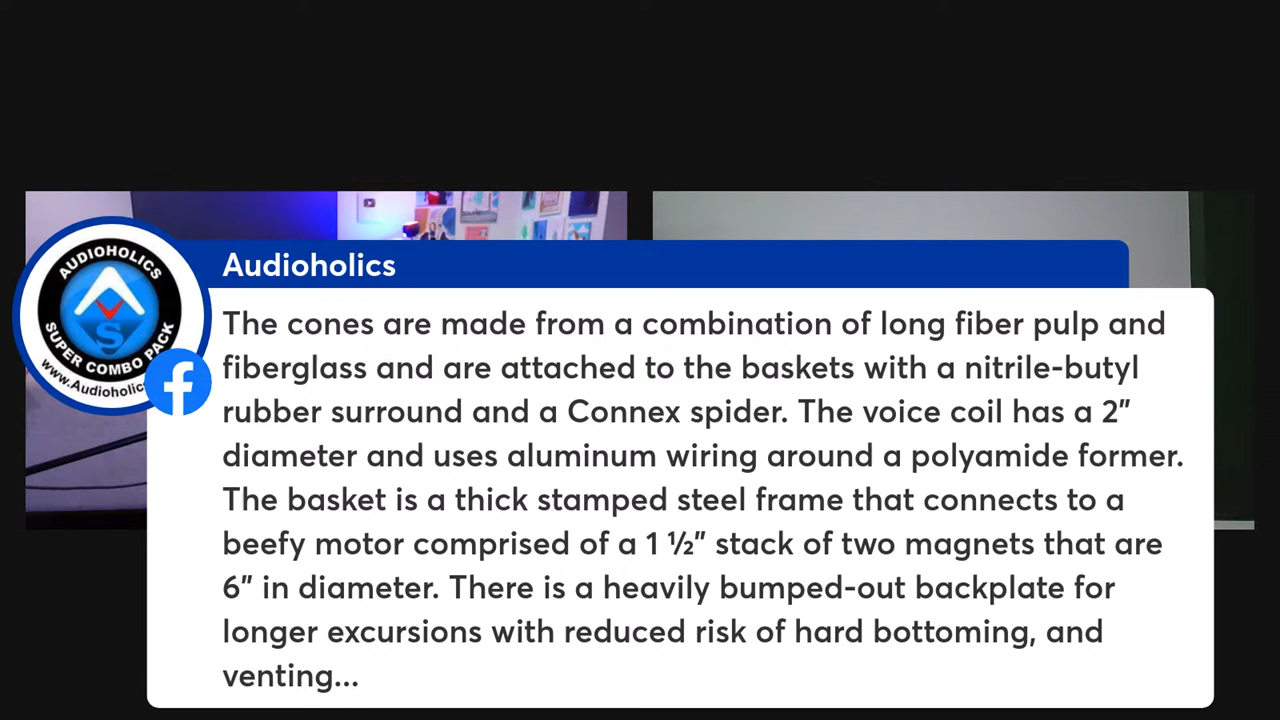 Audioholics
AUDIOHOLICS
SUPER COMBO PACK
www.Audioholic
The cones are made from a combination of long fiber pulp and
fiberglass and are attached to the baskets with a nitrile-butyl
rubber surround and a Connex spider. The voice coil has a 2"
diameter and uses aluminum wiring around a polyamide former.
The basket is a thick stamped steel frame that connects to a
beefy motor comprised of a 1 ½" stack of two magnets that are
6" in diameter. There is a heavily bumped-out backplate for
longer excursions with reduced risk of hard bottoming, and
venting...